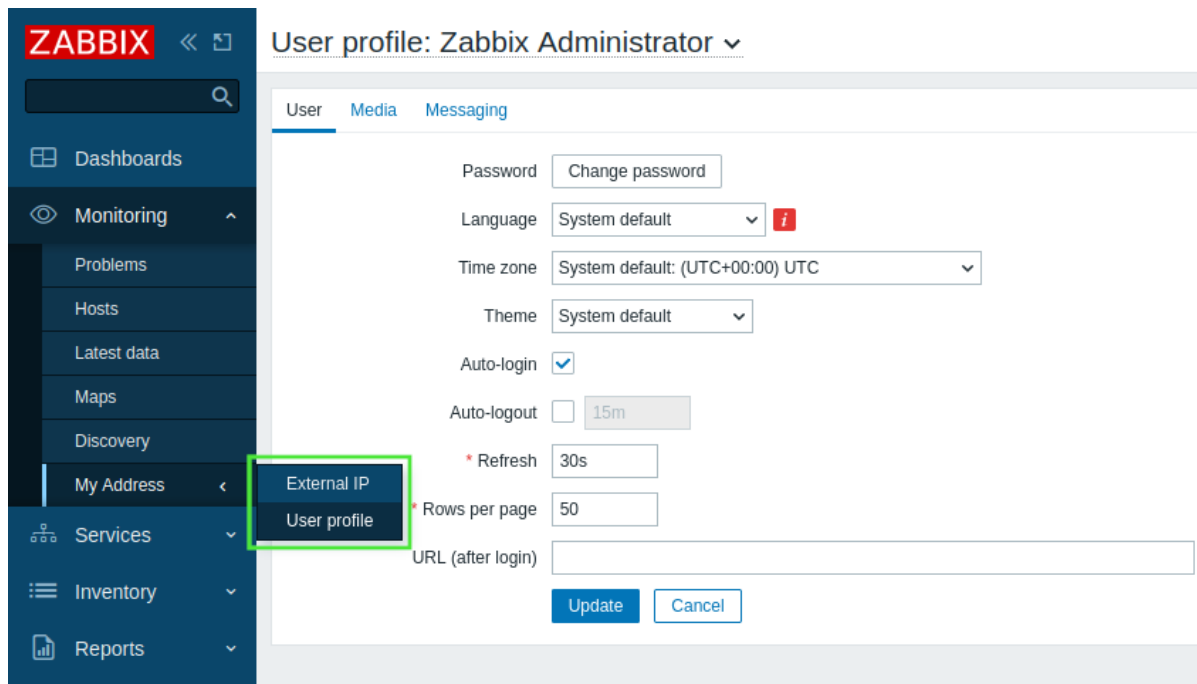 ZABBIX
User profile: Zabbix Administrator
User Media Messaging
Dashboards
Monitoring
Problems
Hosts
Latest data
Maps
Discovery
My Address
External IP
User profile
Services
Inventory
Reports
Password Change password
Language System default i
Time zone System default: (UTC+00:00) UTC
Theme System default
Auto-login
Auto-logout 15m
* Refresh 30s
* Rows per page 50
URL (after login)
Update Cancel